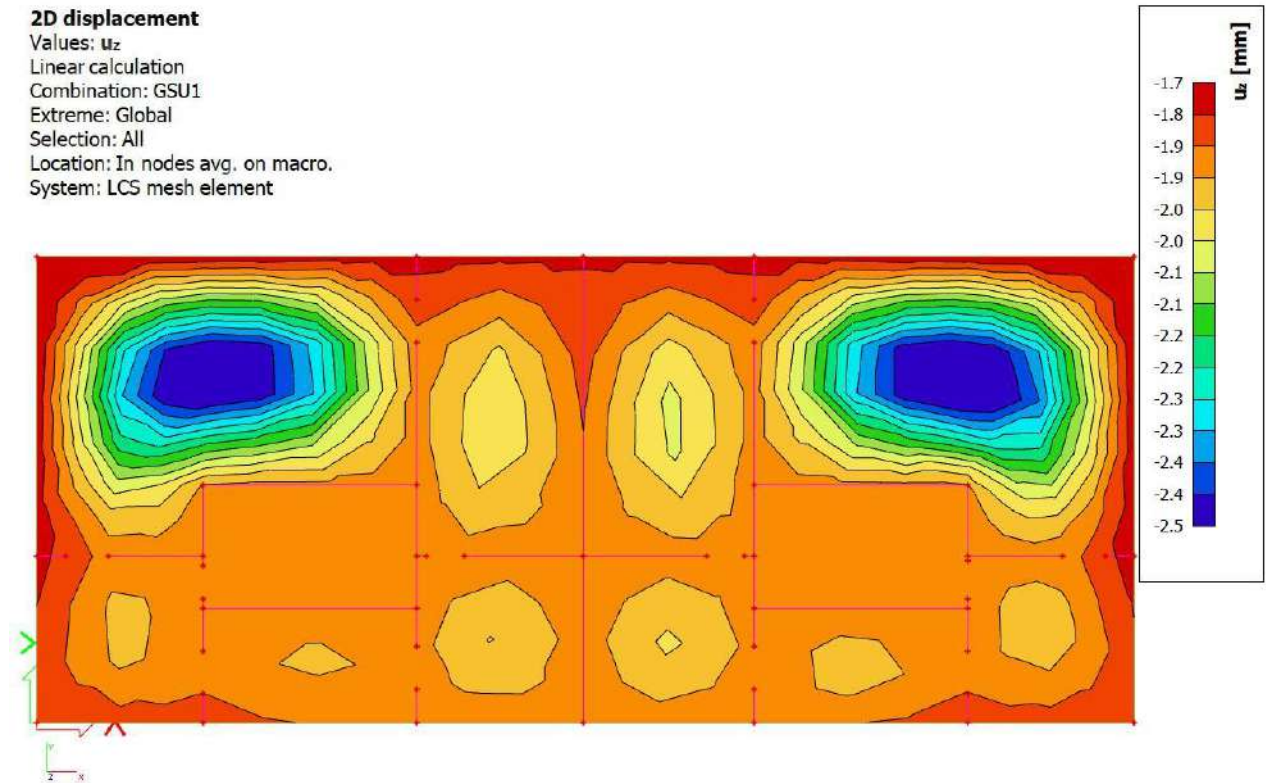 2D displacement
Values: uz
Linear calculation
Combination: GSU1
Extreme: Global
Selection: All
Location: In nodes avg. on macro.
System: LCS mesh element
uz [mm]
-1.7
-1.8
-1.9
-1.9
-2.0
-2.0
-2.1
-2.1
-2.2
-2.2
-2.3
-2.3
-2.4
-2.4
-2.5
Y
Z X